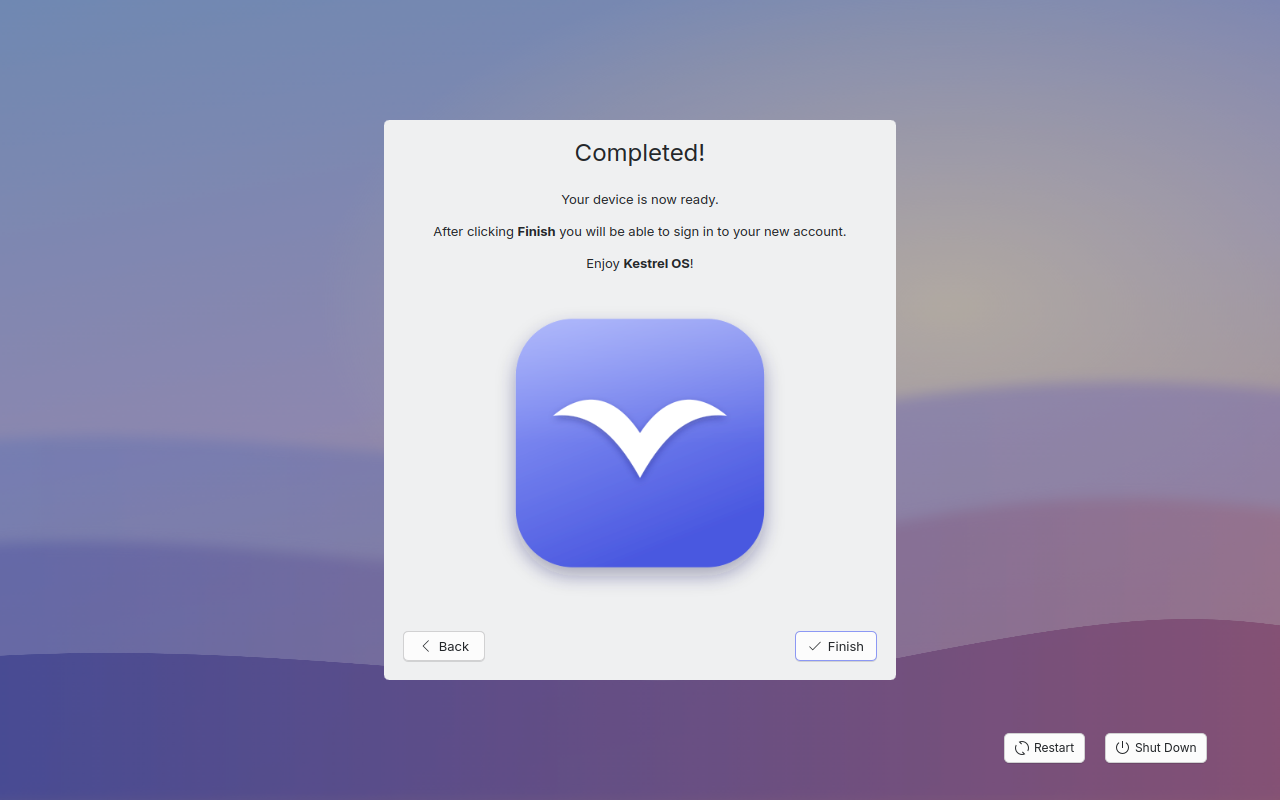 Completed!
Your device is now ready.
After clicking Finish you will be able to sign in to your new account.
Enjoy Kestrel OS!
Back
Finish
Restart
Shut Down